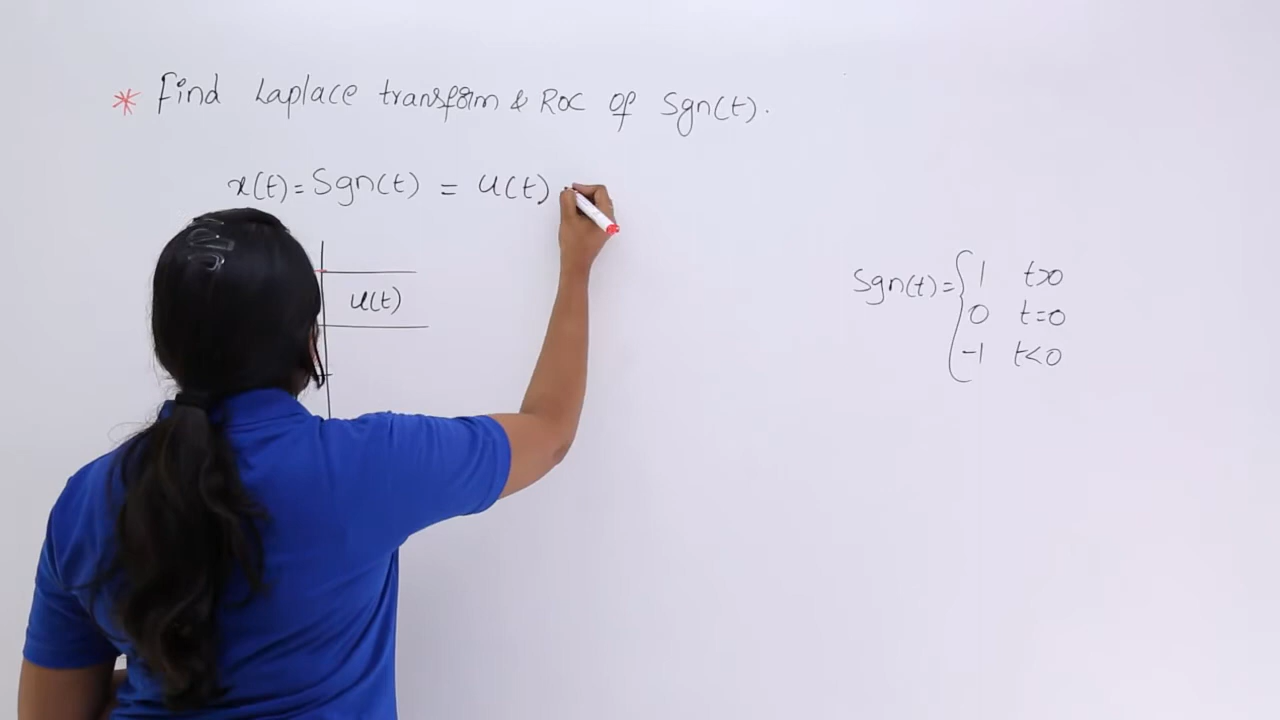 * Find Laplace transform & ROC of Sgn(t).
x(t) = Sgn(t) = u(t)
u(t)
Sgn(t) = { 1 t>0
0 t=0
-1 t<0